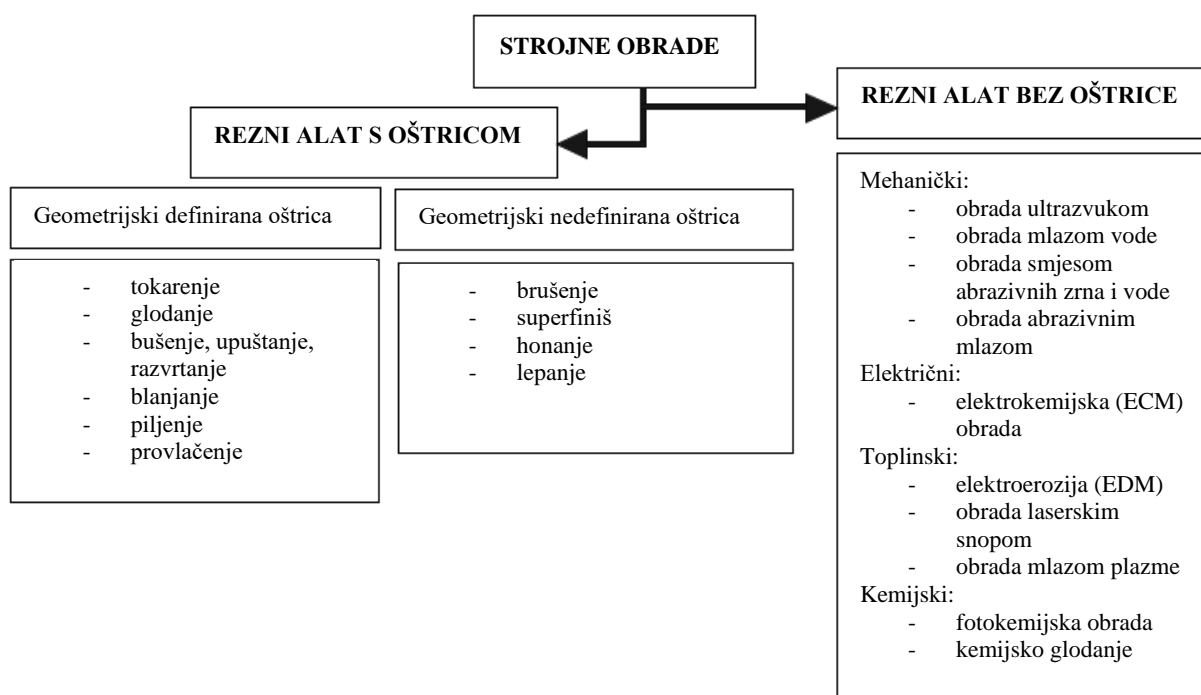 STROJNE OBRADE
REZNI ALAT S OŠTRICOM
Geometrijski definirana oštrica
- tokarenje
- glodanje
- bušenje, upuštanje,
razvrtanje
- blanjanje
- piljenje
- provlačenje
Geometrijski nedefinirana oštrica
- brušenje
- superfiniš
- honanje
- lepanje
REZNI ALAT BEZ OŠTRICE
Mehanički:
- obrada ultrazvukom
- obrada mlazom vode
- obrada smjesom
abrazivnih zrna i vode
- obrada abrazivnim
mlazom
Električni:
- elektrokemijska (ECM)
obrada
Toplinski:
- elektroerozija (EDM)
- obrada laserskim
snopom
- obrada mlazom plazme
Kemijski:
- fotokemijska obrada
- kemijsko glodanje